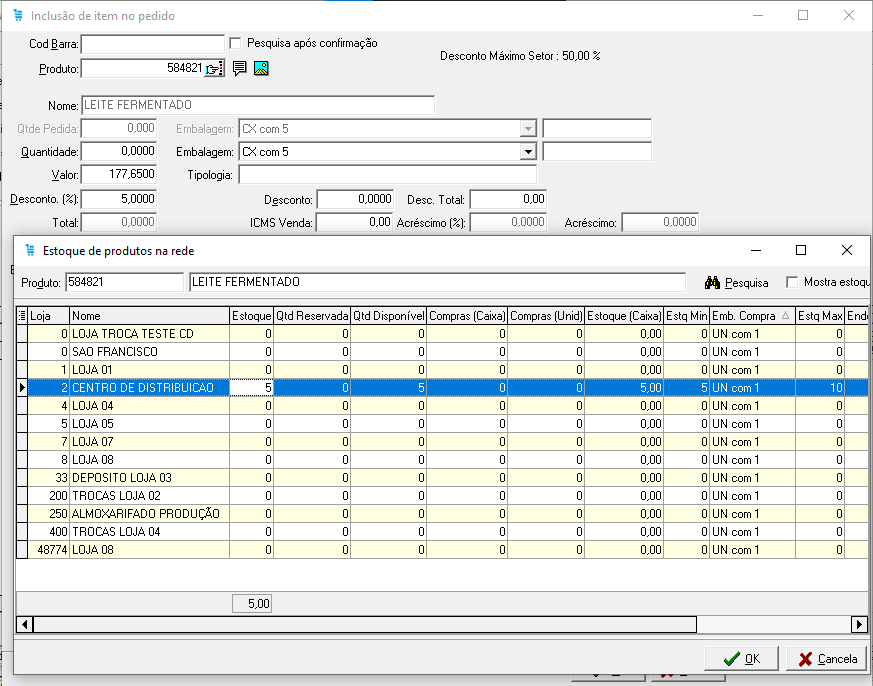 Inclusão de item no pedido
Cod Barra: Pesquisa após confirmação
Desconto Máximo Setor : 50,00 %
Produto: 584821
Nome: LEITE FERMENTADO
Qtde Pedida: 0,000 Embalagem: CX com 5
Quantidade: 0,0000 Embalagem: CX com 5
Valor: 177,6500 Tipologia:
Desconto. (%): 5,0000 Desconto: 0,0000 Desc. Total: 0,00
Total: 0,0000 ICMS Venda: 0,00 Acréscimo (%): 0,0000 Acréscimo: 0,0000
Estoque de produtos na rede
Produto: 584821 LEITE FERMENTADO Pesquisa Mostra estoqu
Loja Nome Estoque Qtd Reservada Qtd Disponível Compras (Caixa) Compras (Unid) Estoque (Caixa) Estq Min Emb. Compra Estq Max Ende
0 LOJA TROCA TESTE CD 0 0 0 0 0 0,00 0 UN com 1 0
0 SAO FRANCISCO 0 0 0 0 0 0,00 0 UN com 1 0
1 LOJA 01 0 0 0 0 0 0,00 0 UN com 1 0
2 CENTRO DE DISTRIBUICAO 5 0 5 0 0 5,00 5 UN com 1 10
4 LOJA 04 0 0 0 0 0 0,00 0 UN com 1 0
5 LOJA 05 0 0 0 0 0 0,00 0 UN com 1 0
7 LOJA 07 0 0 0 0 0 0,00 0 UN com 1 0
8 LOJA 08 0 0 0 0 0 0,00 0 UN com 1 0
33 DEPOSITO LOJA 03 0 0 0 0 0 0,00 0 UN com 1 0
200 TROCAS LOJA 02 0 0 0 0 0 0,00 0 UN com 1 0
250 ALMOXARIFADO PRODUÇÃO 0 0 0 0 0 0,00 0 UN com 1 0
400 TROCAS LOJA 04 0 0 0 0 0 0,00 0 UN com 1 0
48774 LOJA 08 0 0 0 0 0 0,00 0 UN com 1 0
5,00
OK Cancela